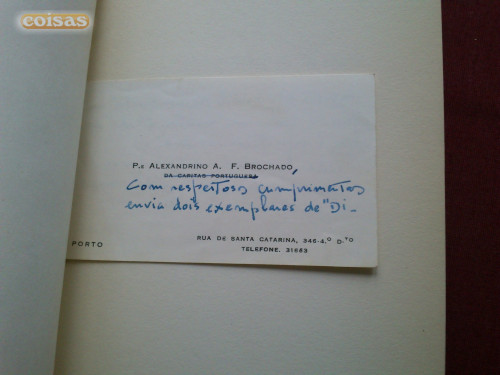 coisas
P.e ALEXANDRINO A. F. BROCHADO,
DA CARITAS PORTUGUESA
Com respeitosos cumprimentos
envia dois exemplares de "Di-
RUA DE SANTA CATARINA, 346-4.º D.TO
PORTO
TELEFONE, 31683